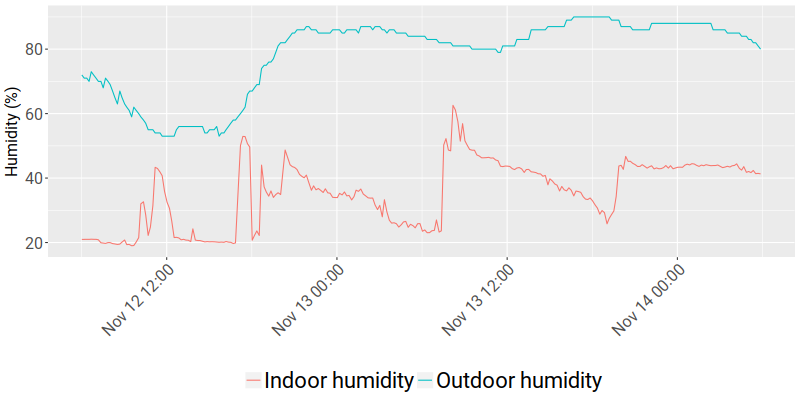 Humidity (%)
80
60
40
20
Nov 12 12:00
Nov 13 00:00
Nov 13 12:00
Nov 14 00:00
Indoor humidity
Outdoor humidity